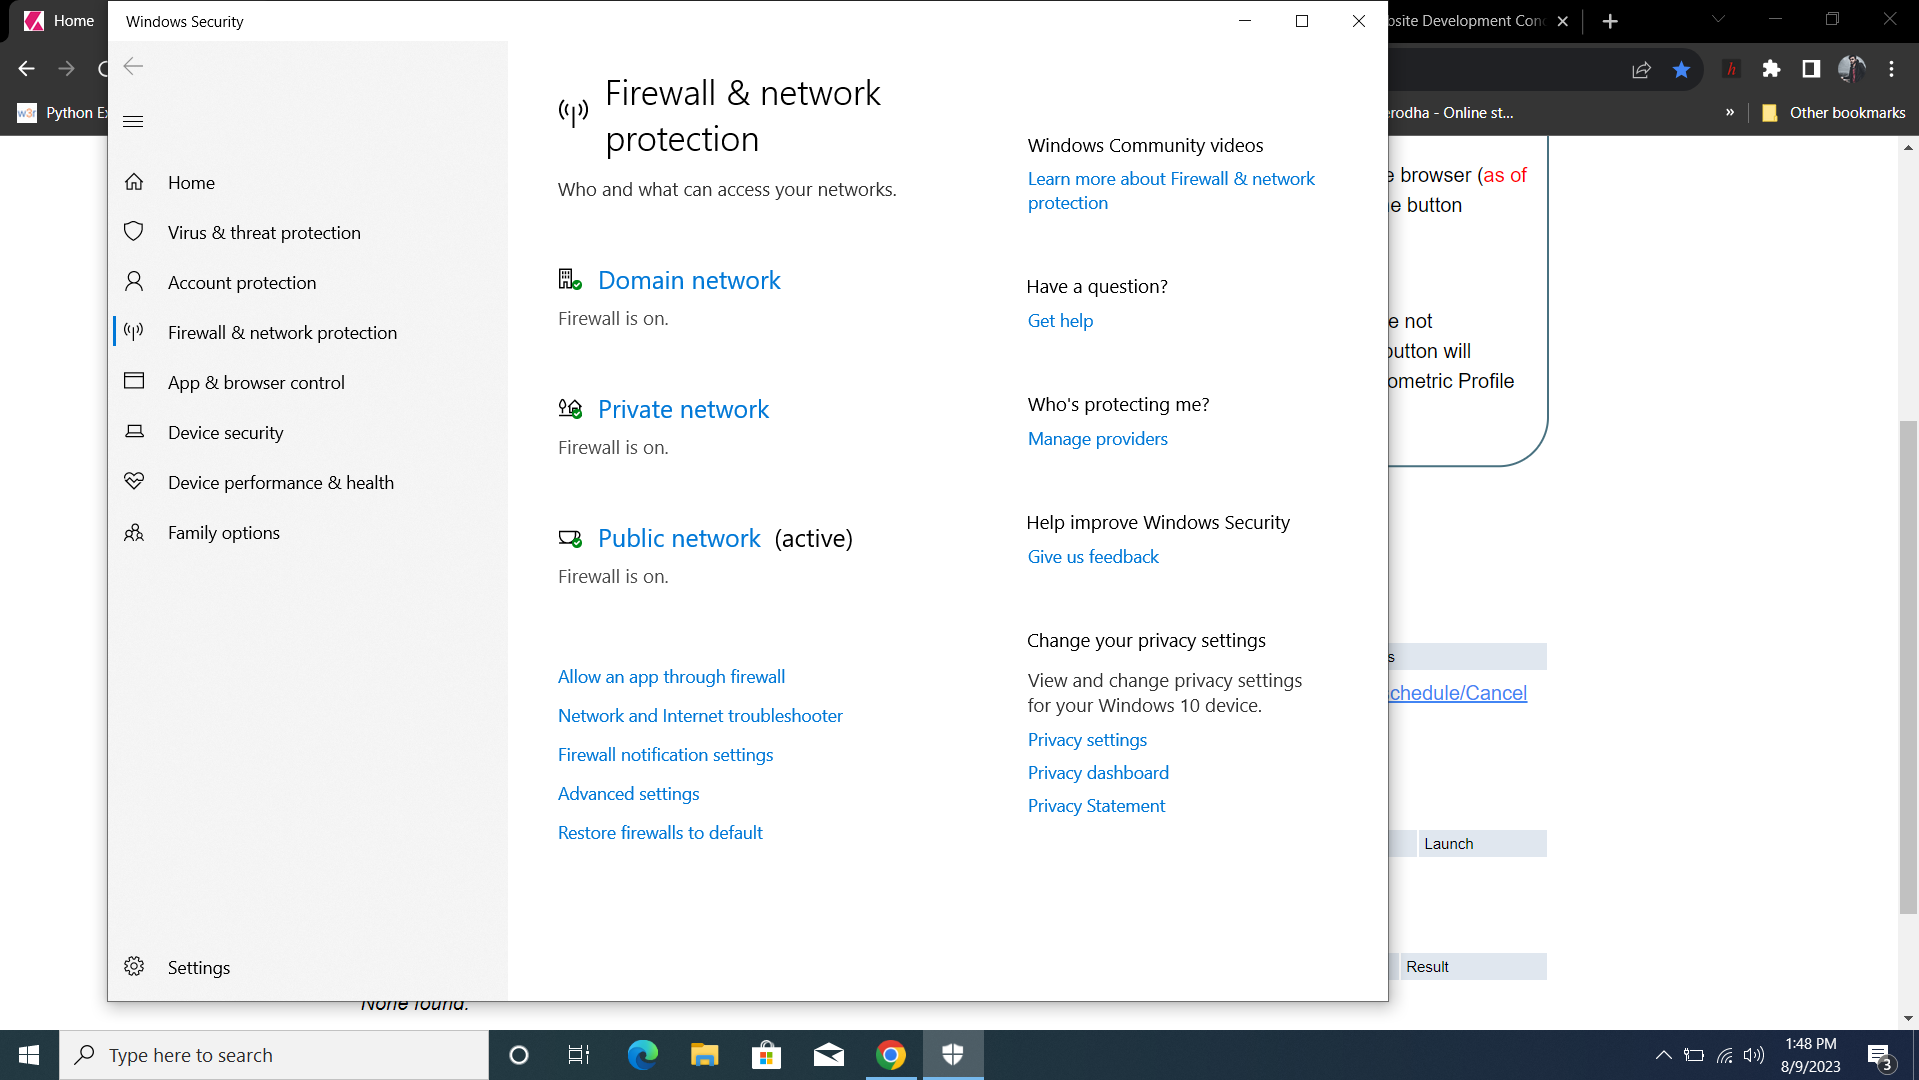 Home
Windows Security
bsite Development Con
Python Ex
erodha - Online st...
»
Other bookmarks
Home
Virus & threat protection
Account protection
Firewall & network protection
App & browser control
Device security
Device performance & health
Family options
Settings
Firewall & network
protection
Who and what can access your networks.
Domain network
Firewall is on.
Private network
Firewall is on.
Public network (active)
Firewall is on.
Allow an app through firewall
Network and Internet troubleshooter
Firewall notification settings
Advanced settings
Restore firewalls to default
Windows Community videos
Learn more about Firewall & network
protection
Have a question?
Get help
Who's protecting me?
Manage providers
Help improve Windows Security
Give us feedback
Change your privacy settings
View and change privacy settings
for your Windows 10 device.
Privacy settings
Privacy dashboard
Privacy Statement
e browser (as of
e button
e not
button will
ometric Profile
s
chedule/Cancel
Launch
Result
None found.
Type here to search
1:48 PM
8/9/2023
3